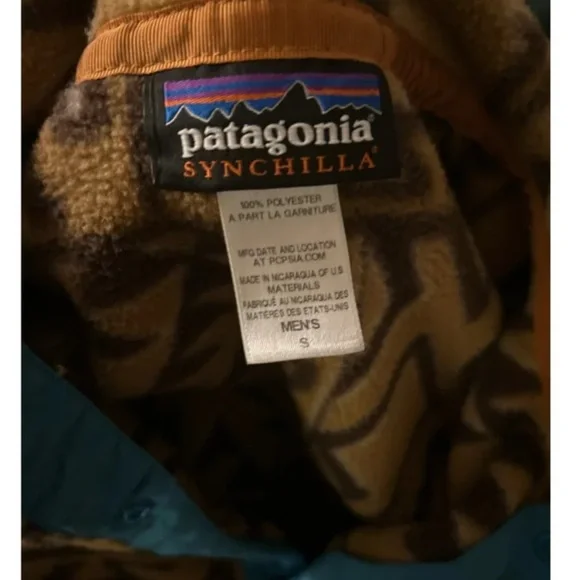 patagonia®
SYNCHILLA®
100% POLYESTER
A PART LA GARNITURE
MFG DATE AND LOCATION
AT PCPSIA.COM
MADE IN NICARAGUA OF U.S
MATERIALS
FABRIQUÉ AU NICARAGUA DES
MATIÈRES DES ETATS-UNIS
MEN'S
S